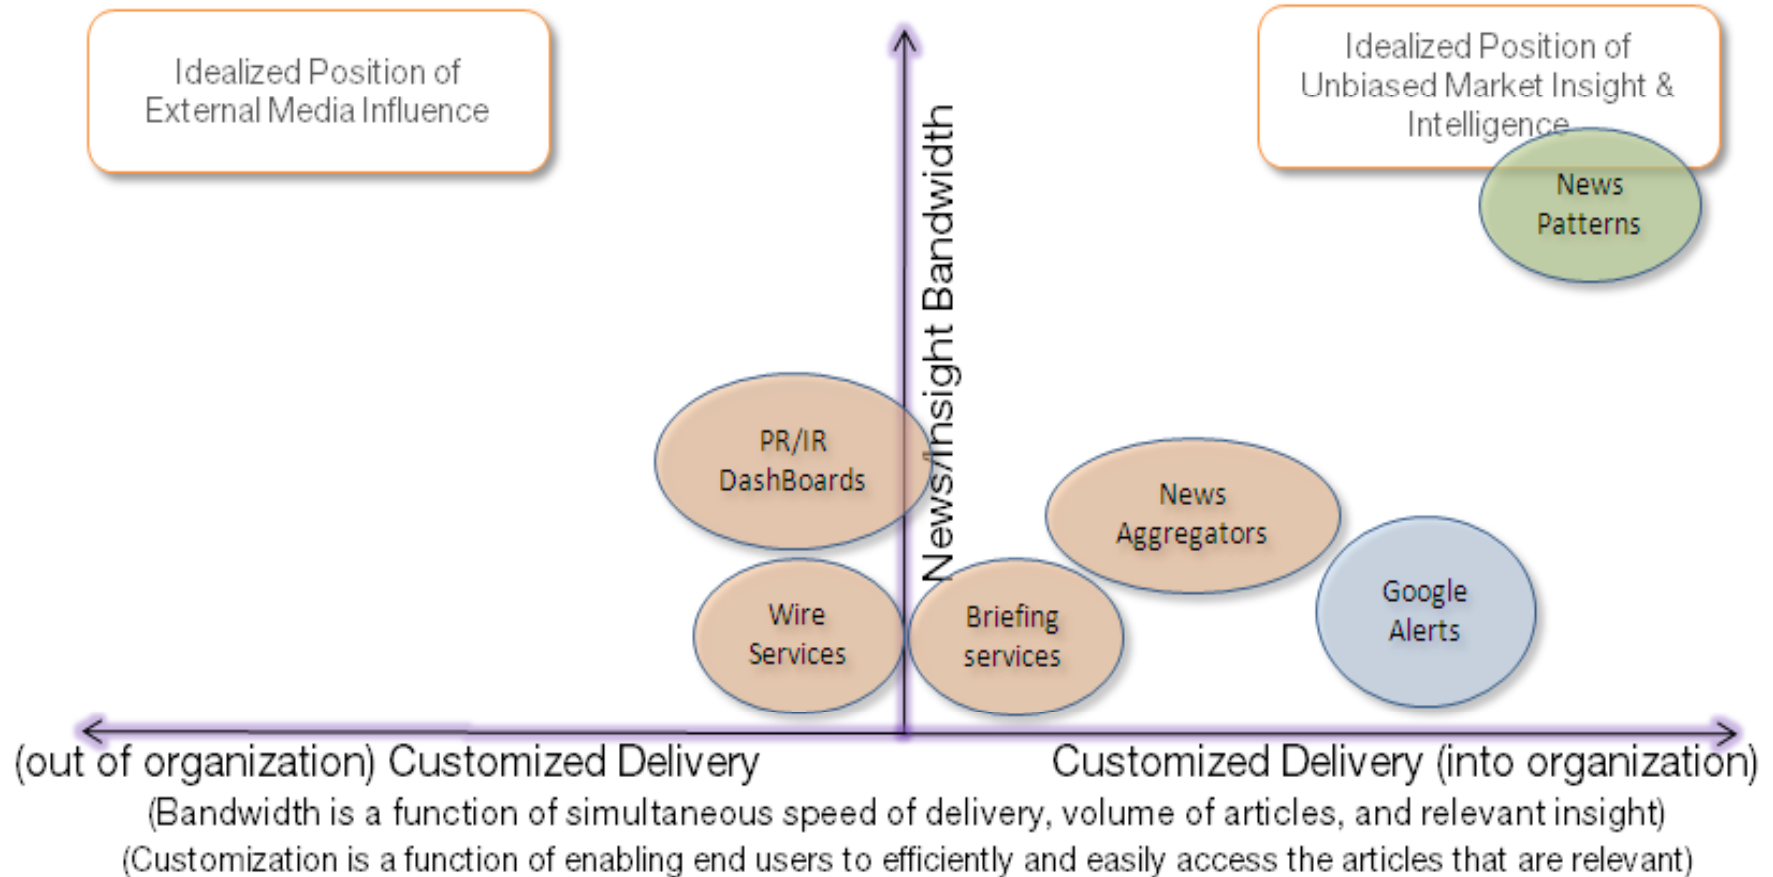 Idealized Position of
External Media Influence
Idealized Position of
Unbiased Market Insight &
Intelligence
News/Insight Bandwidth
News
Patterns
PR/IR
DashBoards
News
Aggregators
Google
Alerts
Wire
Services
Briefing
services
(out of organization) Customized Delivery
Customized Delivery (into organization)
(Bandwidth is a function of simultaneous speed of delivery, volume of articles, and relevant insight)
(Customization is a function of enabling end users to efficiently and easily access the articles that are relevant)